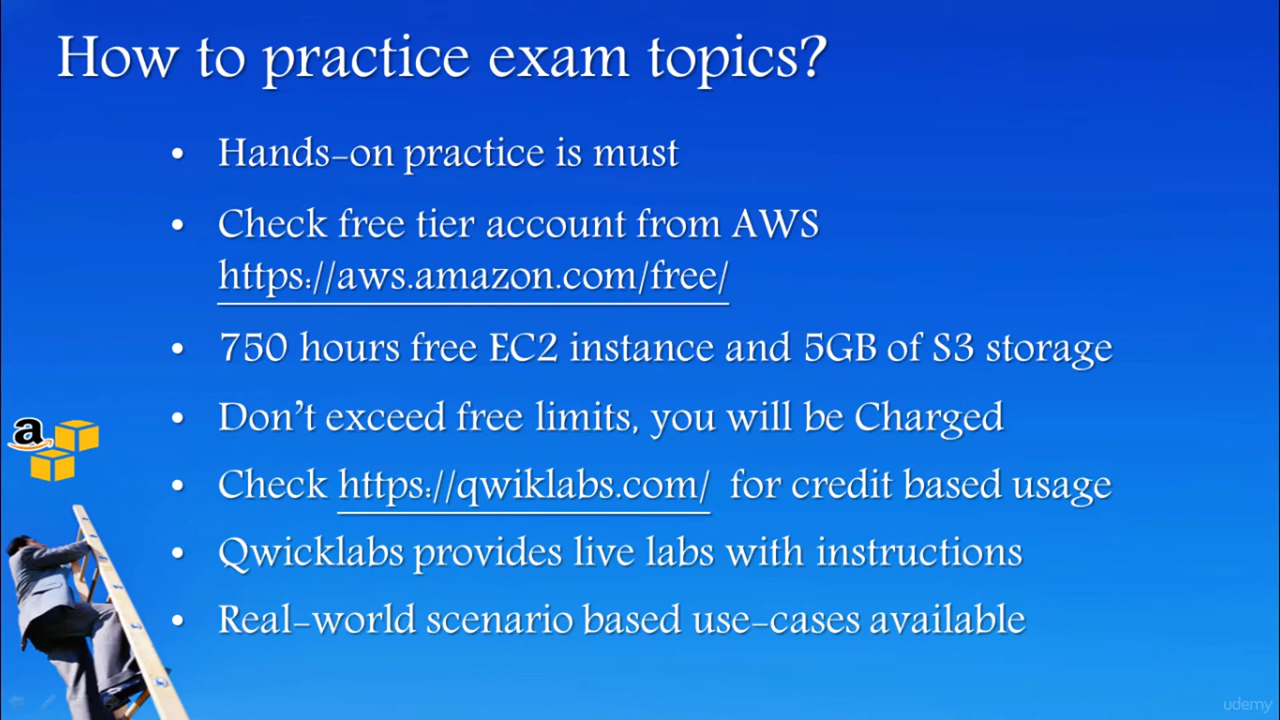 How to practice exam topics?
• Hands-on practice is must
• Check free tier account from AWS
https://aws.amazon.com/free/
• 750 hours free EC2 instance and 5GB of S3 storage
• Don't exceed free limits, you will be Charged
• Check https://qwiklabs.com/ for credit based usage
• Qwicklabs provides live labs with instructions
• Real-world scenario based use-cases available
a
udemy